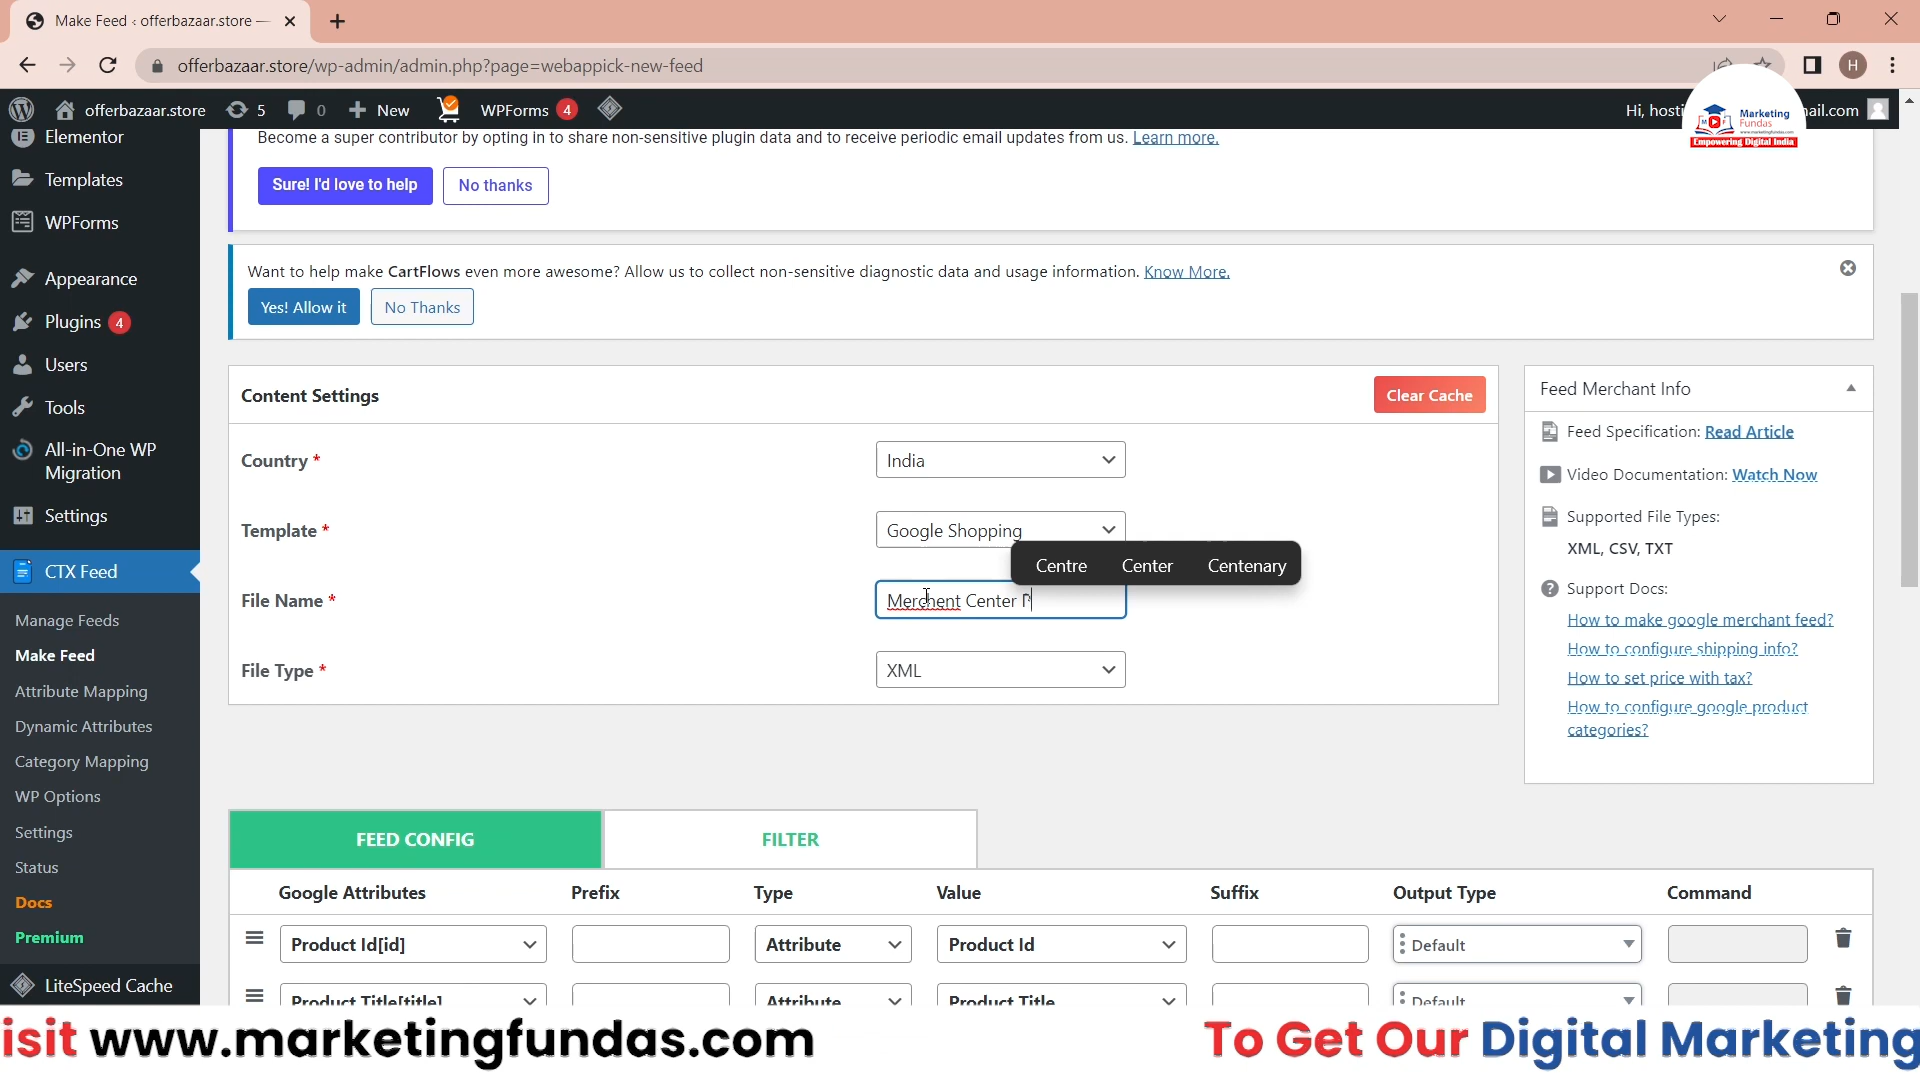 Make Feed ‹ offerbazaar.store —
offerbazaar.store/wp-admin/admin.php?page=webappick-new-feed
H
offerbazaar.store 5 0 New WPForms 4
Hi, hosti ail.com
Marketing
Fundas
www.marketingfundas.com
Empowering Digital India
Elementor
Templates
WPForms
Appearance
Plugins 4
Users
Tools
All-in-One WP
Migration
Settings
CTX Feed
Manage Feeds
Make Feed
Attribute Mapping
Dynamic Attributes
Category Mapping
WP Options
Settings
Status
Docs
Premium
LiteSpeed Cache
Become a super contributor by opting in to share non-sensitive plugin data and to receive periodic email updates from us. Learn more.
Sure! I'd love to help No thanks
Want to help make CartFlows even more awesome? Allow us to collect non-sensitive diagnostic data and usage information. Know More.
Yes! Allow it No Thanks
Content Settings Clear Cache
Country * India
Template * Google Shopping
Centre Center Centenary
File Name * Merchent Center
File Type * XML
Feed Merchant Info
Feed Specification: Read Article
Video Documentation: Watch Now
Supported File Types:
XML, CSV, TXT
Support Docs:
How to make google merchant feed?
How to configure shipping info?
How to set price with tax?
How to configure google product
categories?
FEED CONFIG FILTER
Google Attributes Prefix Type Value Suffix Output Type Command
Product Id[id] Attribute Product Id Default
Product Title[title] Attribute Product Title Default
isit www.marketingfundas.com To Get Our Digital Marketing